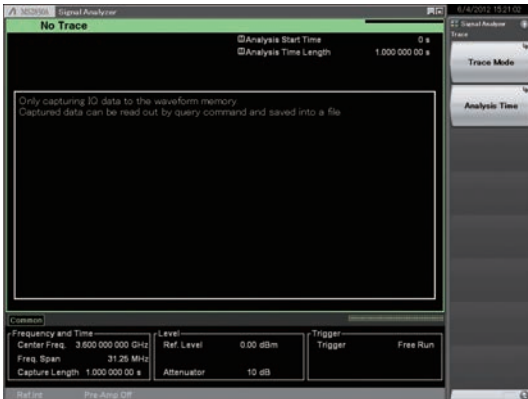 MS2690A Signal Analyzer
6/4/2012 15:21:02
No Trace
Signal Analyzer
Trace
Analysis Start Time 0 s
Analysis Time Length 1.000 000 00 s
Trace Mode
Analysis Time
Only capturing IQ data to the waveform memory
Captured data can be read out by query command and saved into a file
Common
Frequency and Time
Center Freq. 3.600 000 000 GHz
Freq. Span 31.25 MHz
Capture Length 1.000 000 00 s
Level
Ref. Level 0.00 dBm
Attenuator 10 dB
Trigger
Trigger Free Run
Ref.Int Pre-Amp Off